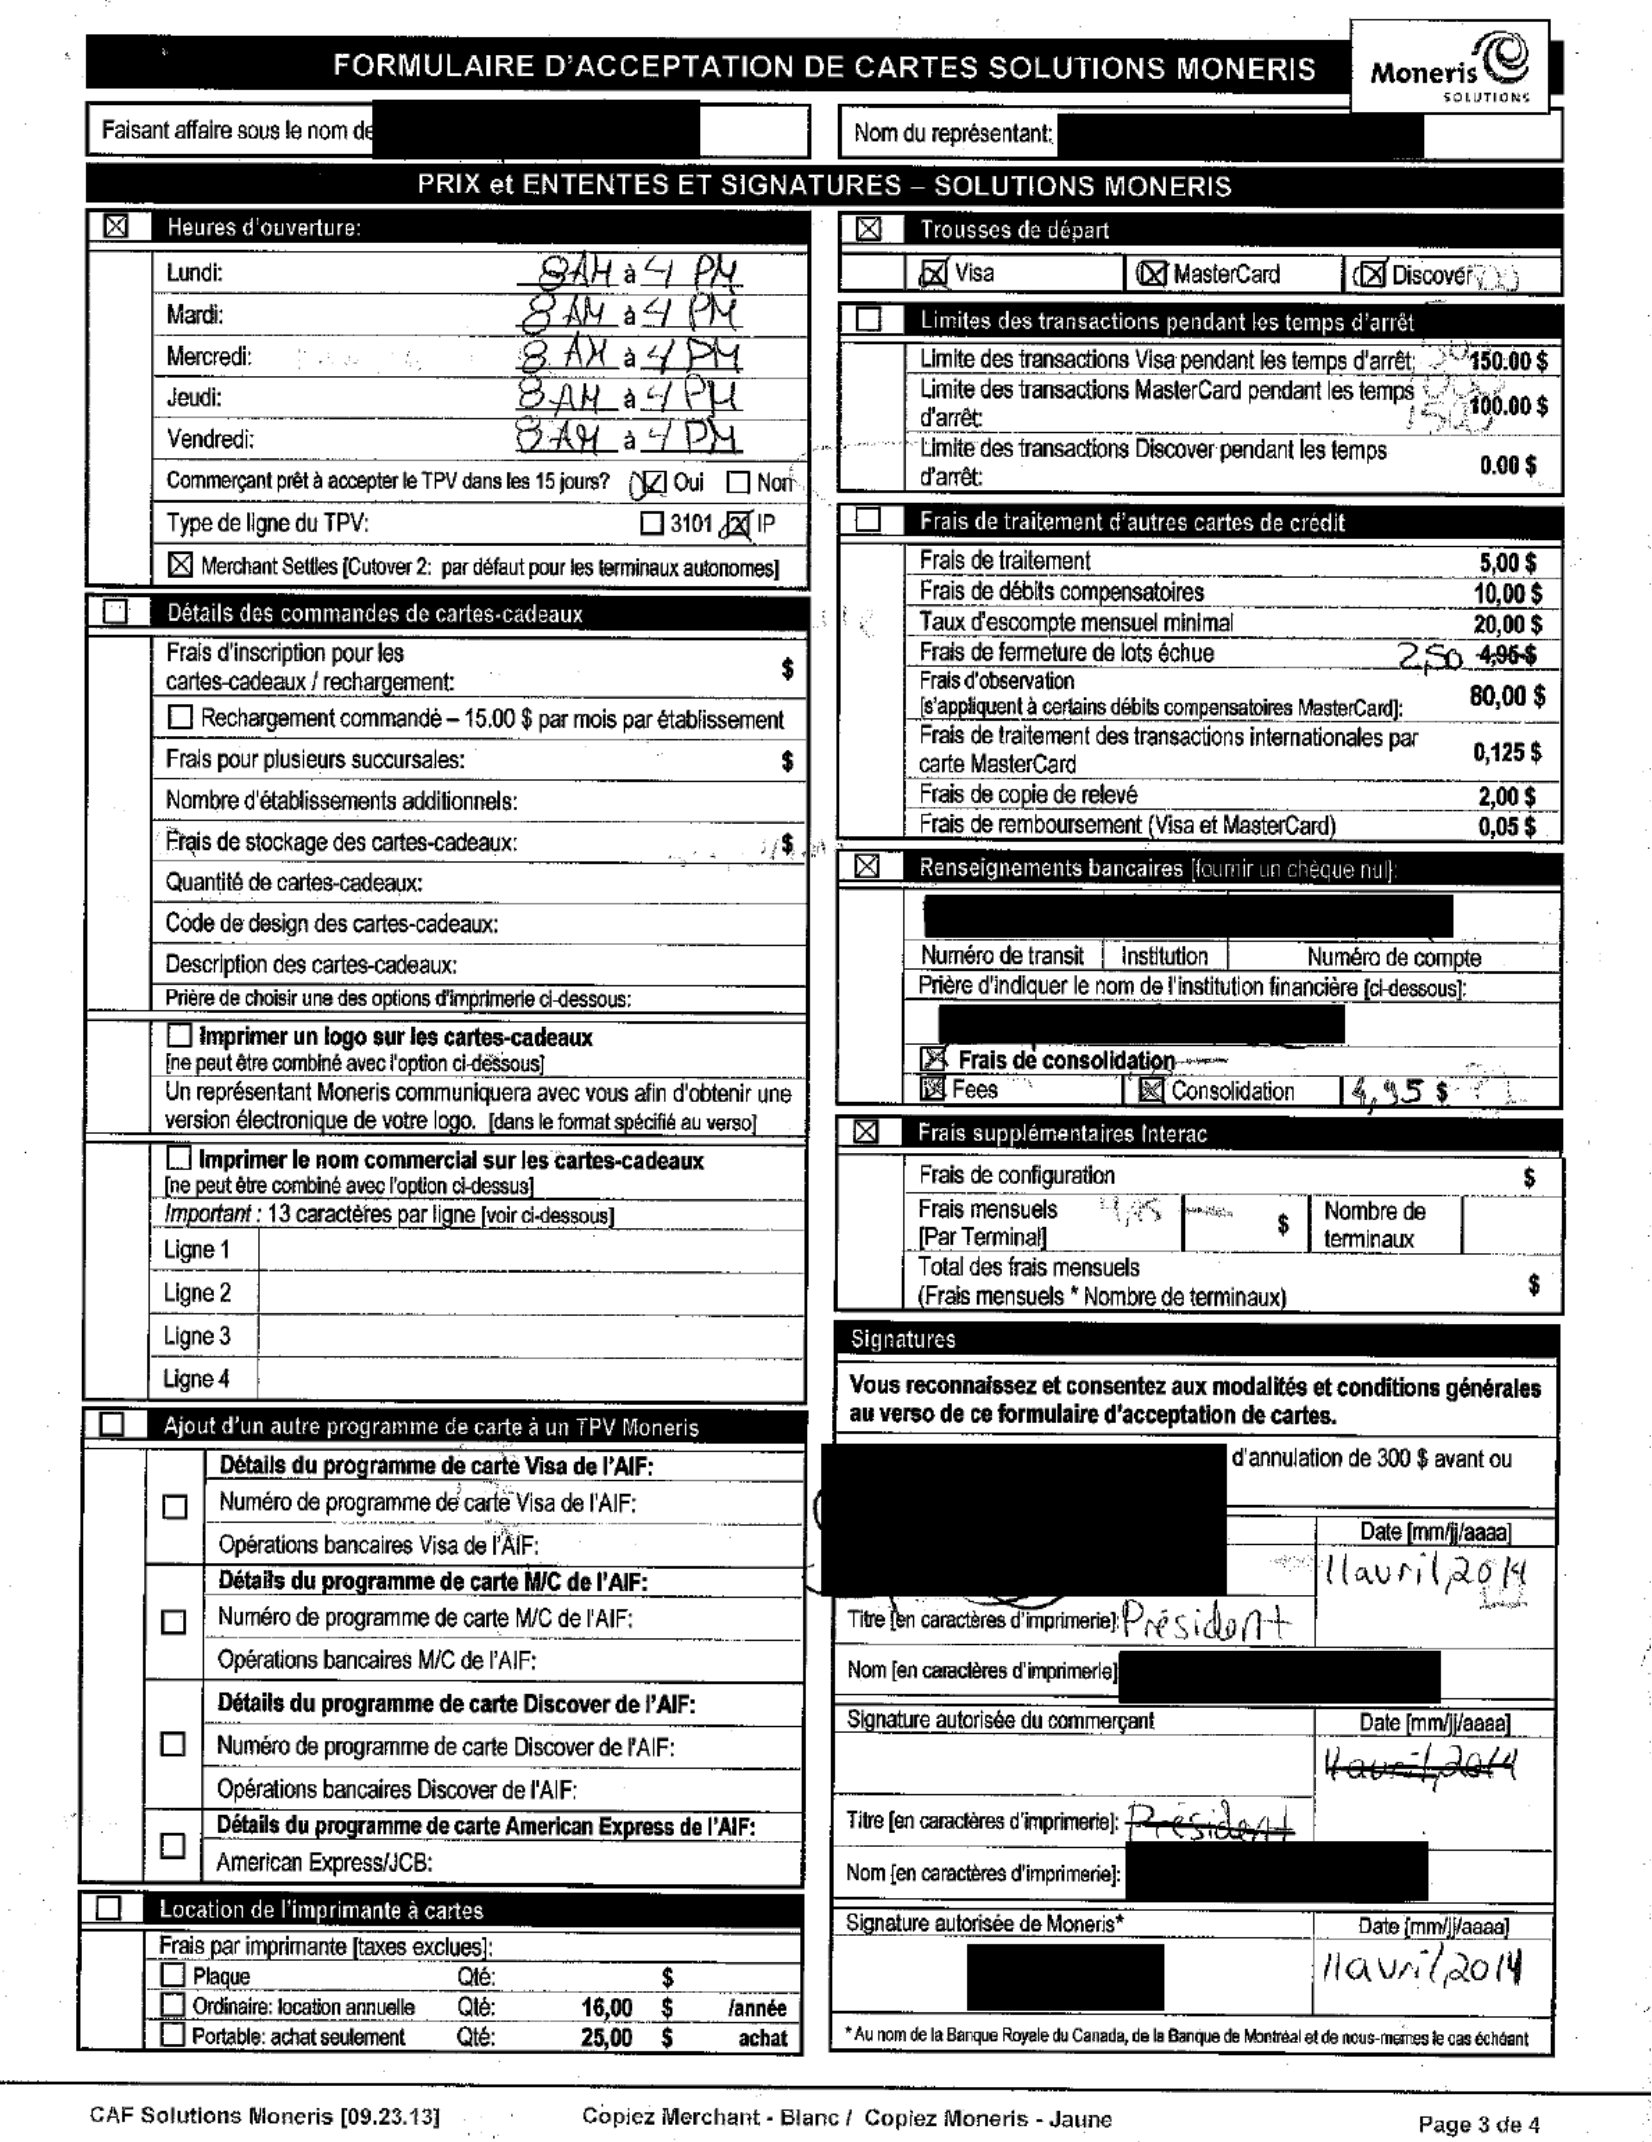 FORMULAIRE D'ACCEPTATION DE CARTES SOLUTIONS MONERIS
Moneris
SOLUTIONS
Faisant affaire sous le nom de
Nom du représentant:
PRIX et ENTENTES ET SIGNATURES – SOLUTIONS MONERIS
Heures d'ouverture:
Lundi: 8 AM à 4 PM
Mardi: 8 AM à 4 PM
Mercredi: 8 AM à 4 PM
Jeudi: 8 AM à 4 PM
Vendredi: 8 AM à 4 PM
Commerçant prêt à accepter le TPV dans les 15 jours? Oui Non
Type de ligne du TPV: 3101 IP
Merchant Settles [Cutover 2: par défaut pour les terminaux autonomes]
Détails des commandes de cartes-cadeaux
Frais d'inscription pour les
cartes-cadeaux / rechargement: $
Rechargement commandé – 15.00 $ par mois par établissement
Frais pour plusieurs succursales: $
Nombre d'établissements additionnels:
Frais de stockage des cartes-cadeaux: $
Quantité de cartes-cadeaux:
Code de design des cartes-cadeaux:
Description des cartes-cadeaux:
Prière de choisir une des options d'imprimerie ci-dessous:
Imprimer un logo sur les cartes-cadeaux
[ne peut être combiné avec l'option ci-dessous]
Un représentant Moneris communiquera avec vous afin d'obtenir une
version électronique de votre logo. [dans le format spécifié au verso]
Imprimer le nom commercial sur les cartes-cadeaux
[ne peut être combiné avec l'option ci-dessus]
Important : 13 caractères par ligne [voir ci-dessous]
Ligne 1
Ligne 2
Ligne 3
Ligne 4
Ajout d'un autre programme de carte à un TPV Moneris
Détails du programme de carte Visa de l'AIF:
Numéro de programme de carte Visa de l'AIF:
Opérations bancaires Visa de l'AIF:
Détails du programme de carte M/C de l'AIF:
Numéro de programme de carte M/C de l'AIF:
Opérations bancaires M/C de l'AIF:
Détails du programme de carte Discover de l'AIF:
Numéro de programme de carte Discover de l'AIF:
Opérations bancaires Discover de l'AIF:
Détails du programme de carte American Express de l'AIF:
American Express/JCB:
Location de l'imprimante à cartes
Frais par imprimante [taxes exclues]:
Plaque Qté: $
Ordinaire: location annuelle Qté: 16,00 $ /année
Portable: achat seulement Qté: 25,00 $ achat
Trousses de départ
Visa MasterCard Discover
Limites des transactions pendant les temps d'arrêt
Limite des transactions Visa pendant les temps d'arrêt: 150.00 $
Limite des transactions MasterCard pendant les temps
d'arrêt: 100.00 $
Limite des transactions Discover pendant les temps
d'arrêt: 0.00 $
Frais de traitement d'autres cartes de crédit
Frais de traitement 5,00 $
Frais de débits compensatoires 10,00 $
Taux d'escompte mensuel minimal 20,00 $
Frais de fermeture de lots échue 2,50 4,95 $
Frais d'observation
[s'appliquent à certains débits compensatoires MasterCard]: 80,00 $
Frais de traitement des transactions internationales par
carte MasterCard 0,125 $
Frais de copie de relevé 2,00 $
Frais de remboursement (Visa et MasterCard) 0,05 $
Renseignements bancaires [fournir un chèque nul]:
Numéro de transit Institution Numéro de compte
Prière d'indiquer le nom de l'institution financière [ci-dessous]:
Frais de consolidation
Fees Consolidation 4,95 $
Frais supplémentaires Interac
Frais de configuration $
Frais mensuels
[Par Terminal] $ Nombre de
terminaux
Total des frais mensuels
(Frais mensuels * Nombre de terminaux) $
Signatures
Vous reconnaissez et consentez aux modalités et conditions générales
au verso de ce formulaire d'acceptation de cartes.
d'annulation de 300 $ avant ou
Date [mm/jj/aaaa]
11 avril, 2014
Titre [en caractères d'imprimerie]: Président
Nom [en caractères d'imprimerie]
Signature autorisée du commerçant Date [mm/jj/aaaa]
11 avril, 2014
Titre [en caractères d'imprimerie]: Président
Nom [en caractères d'imprimerie]:
Signature autorisée de Moneris* Date [mm/jj/aaaa]
11 avril, 2014
* Au nom de la Banque Royale du Canada, de la Banque de Montréal et de nous-memes le cas échéant
CAF Solutions Moneris [09.23.13]
Copiez Merchant - Blanc / Copiez Moneris - Jaune
Page 3 de 4